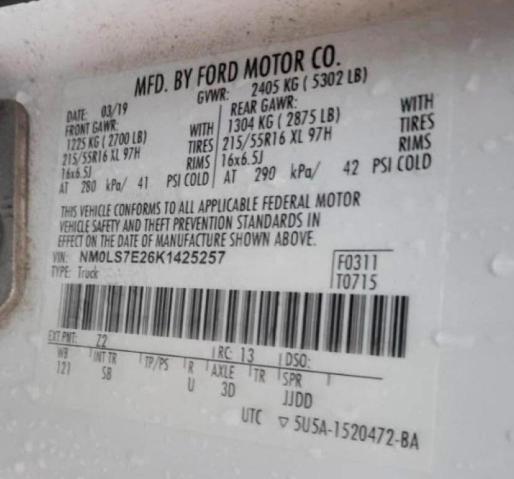 MFD. BY FORD MOTOR CO.
DATE: 03/19 GVWR: 2405 KG ( 5302 LB)
FRONT GAWR: REAR GAWR:
1225 KG ( 2700 LB) WITH 1304 KG ( 2875 LB) WITH
215/55R16 XL 97H TIRES 215/55R16 XL 97H TIRES
16x6.5J RIMS 16x6.5J RIMS
AT 280 kPa/ 41 PSI COLD AT 290 kPa/ 42 PSI COLD
THIS VEHICLE CONFORMS TO ALL APPLICABLE FEDERAL MOTOR
VEHICLE SAFETY AND THEFT PREVENTION STANDARDS IN
EFFECT ON THE DATE OF MANUFACTURE SHOWN ABOVE.
VIN: NM0LS7E26K1425257 F0311
TYPE: Truck T0715
EXT PNT: Z2 RC: 13 DSO:
WB INT TR TP/PS R AXLE TR SPR
121 SB U 3D JJDD
UTC ▽ 5U5A-1520472-BA